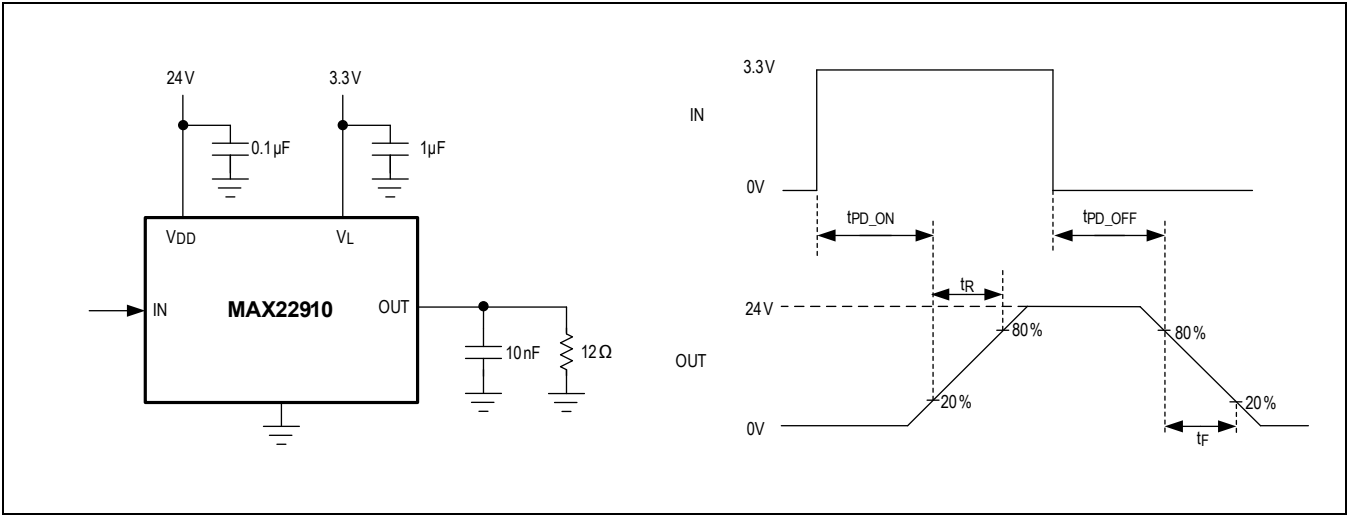 24V
3.3V
0.1µF
1µF
VDD
VL
IN
MAX22910
OUT
10nF
12Ω
3.3V
IN
0V
tPD_ON
tPD_OFF
tR
24V
80%
80%
OUT
20%
20%
0V
tF